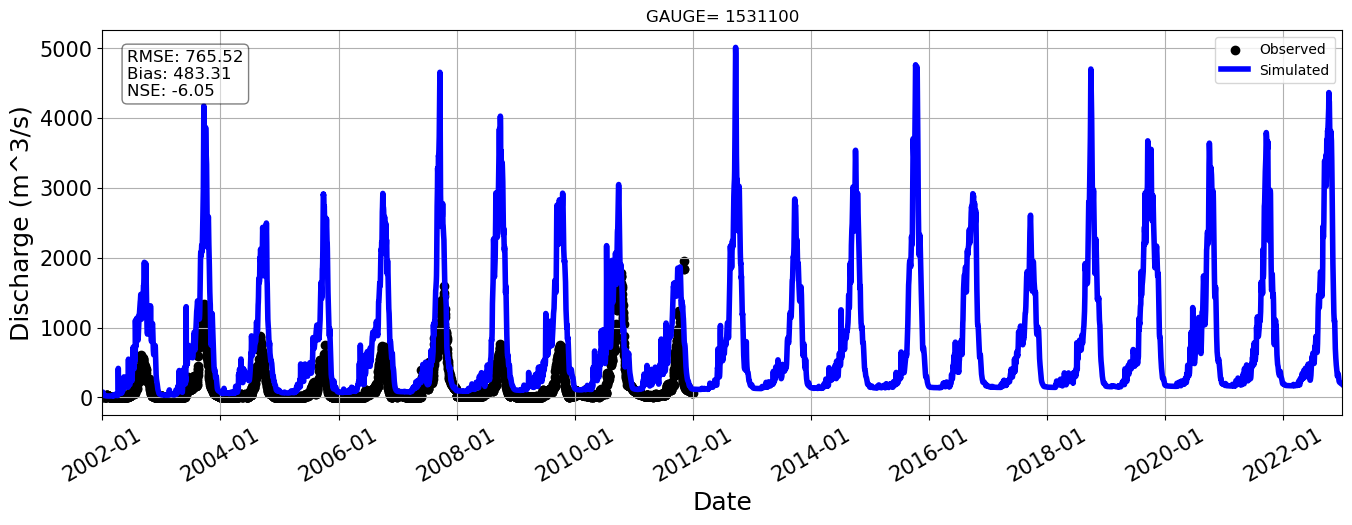 GAUGE= 1531100
RMSE: 765.52
Bias: 483.31
NSE: -6.05
Observed
Simulated
Discharge (m^3/s)
5000
4000
3000
2000
1000
0
2002-01
2004-01
2006-01
2008-01
2010-01
2012-01
2014-01
2016-01
2018-01
2020-01
2022-01
Date